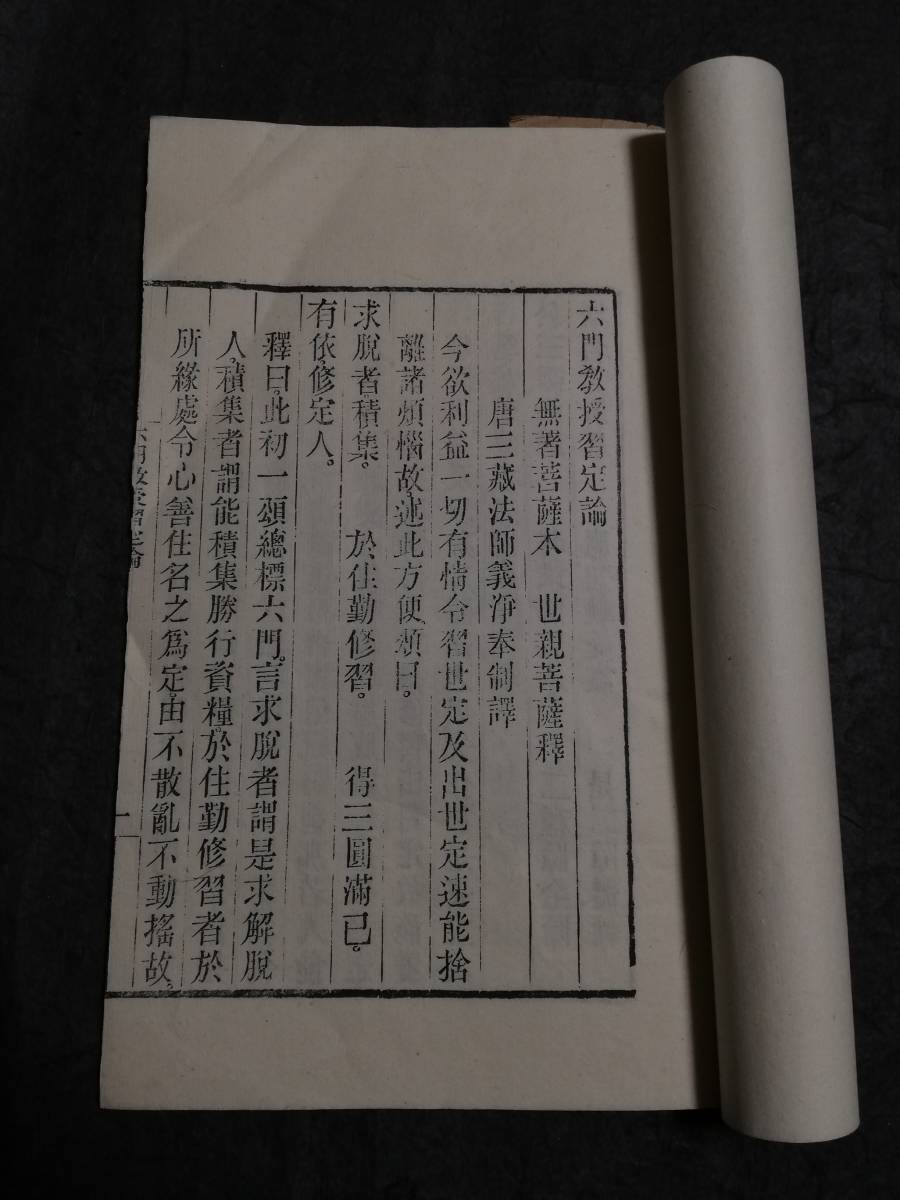 六門教授習定論
無著菩薩本　世親菩薩釋
唐三藏法師義淨奉制譯
今欲利益一切有情令習世定及出世定速能捨
離諸煩惱故。述此方便。頌曰。
求脫者積集。　於住勤修習。　得三圓滿已。
有依。修定人。
釋曰。此初一頌總標六門。言求脫者謂是求解脫
人。積集者謂能積集勝行資糧。於住勤修習者於
所緣處令心善住名之爲定。由不散亂不動搖故。
六門教授習定論
一